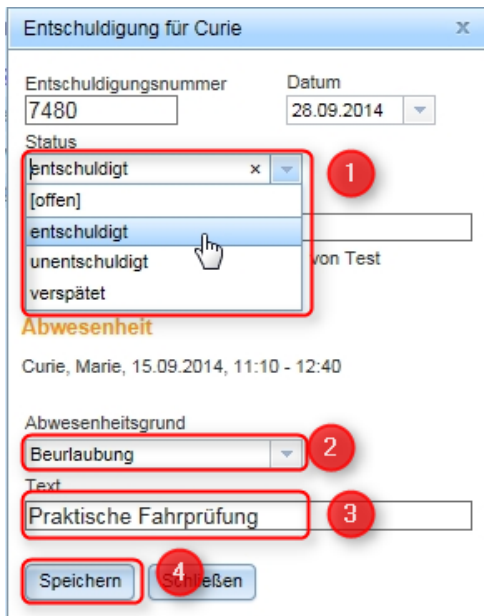 Entschuldigung für Curie x
Entschuldigungsnummer Datum
7480 28.09.2014
Status
entschuldigt × 1
[offen]
entschuldigt
unentschuldigt von Test
verspätet
Abwesenheit
Curie, Marie, 15.09.2014, 11:10 - 12:40
Abwesenheitsgrund
Beurlaubung 2
Text
Praktische Fahrprüfung 3
Speichern 4 Schließen